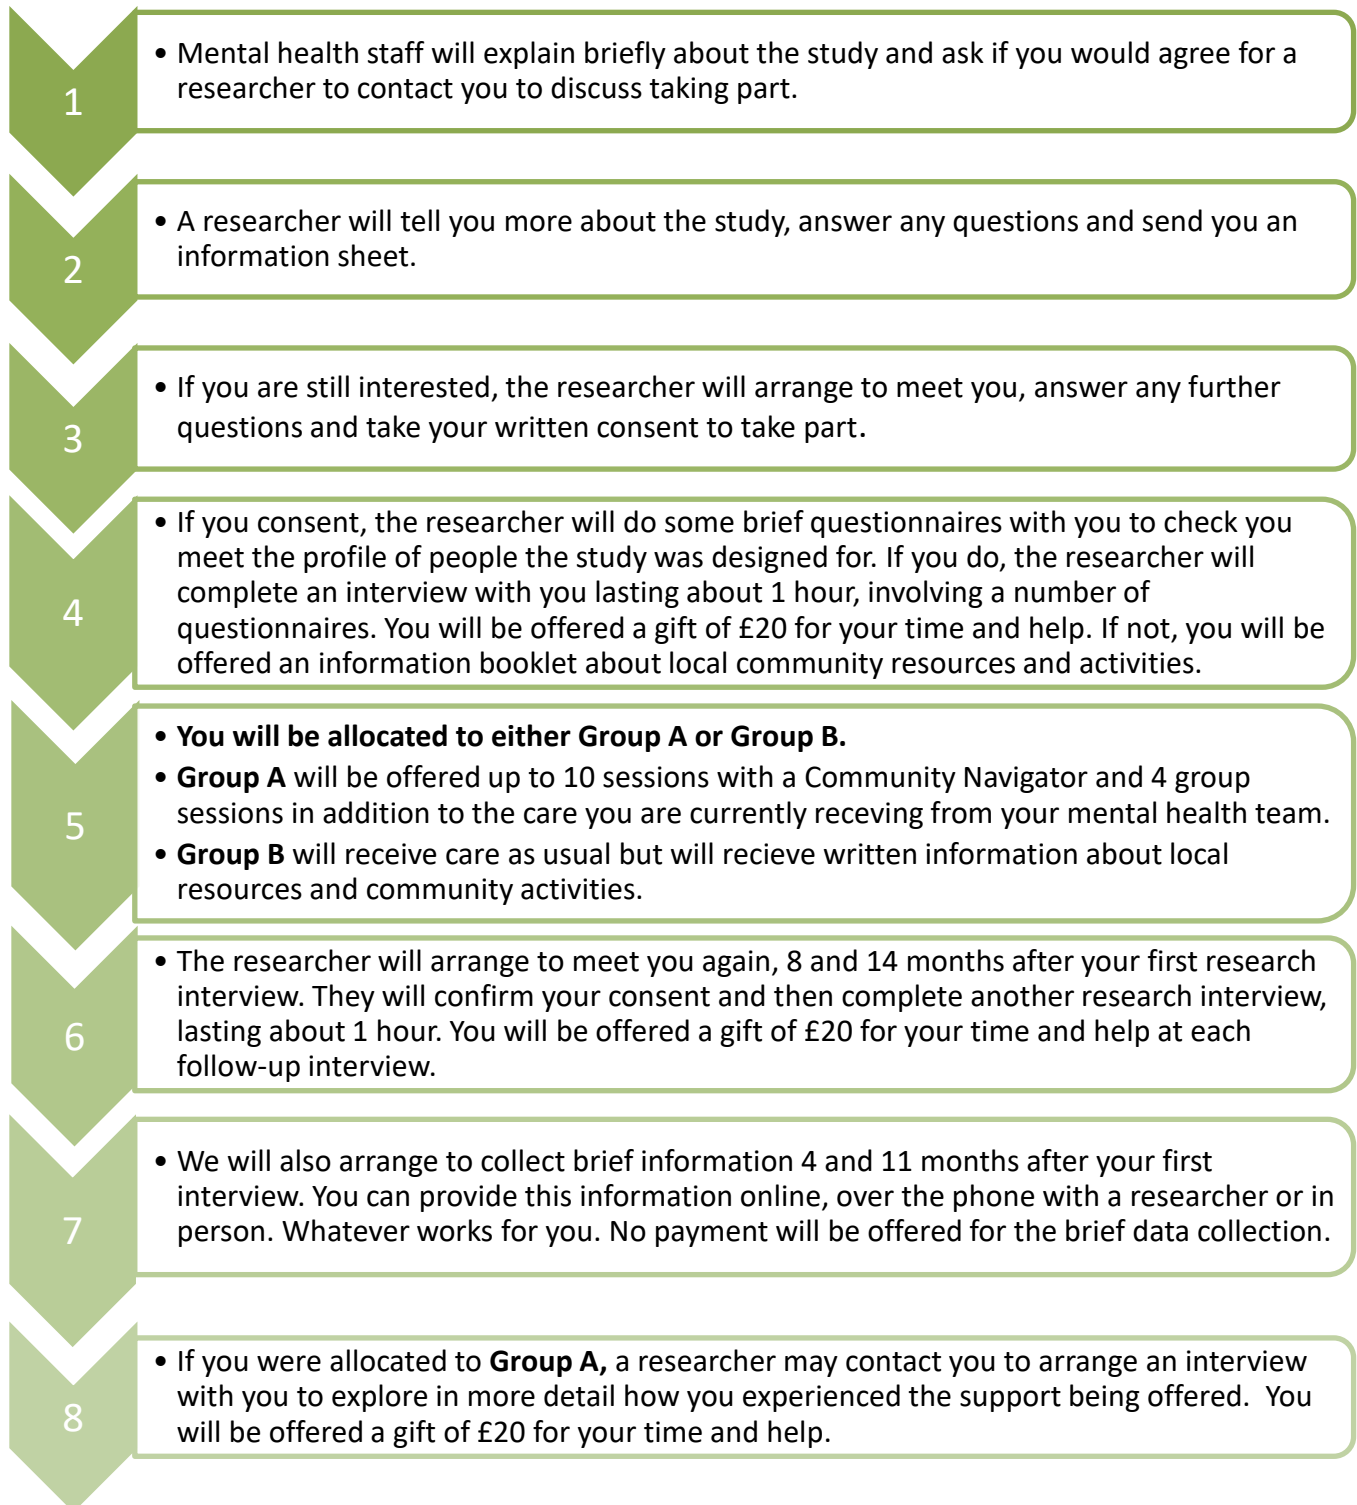 1
• Mental health staff will explain briefly about the study and ask if you would agree for a
researcher to contact you to discuss taking part.
2
• A researcher will tell you more about the study, answer any questions and send you an
information sheet.
3
• If you are still interested, the researcher will arrange to meet you, answer any further
questions and take your written consent to take part.
4
• If you consent, the researcher will do some brief questionnaires with you to check you
meet the profile of people the study was designed for. If you do, the researcher will
complete an interview with you lasting about 1 hour, involving a number of
questionnaires. You will be offered a gift of £20 for your time and help. If not, you will be
offered an information booklet about local community resources and activities.
5
• You will be allocated to either Group A or Group B.
• Group A will be offered up to 10 sessions with a Community Navigator and 4 group
sessions in addition to the care you are currently receving from your mental health team.
• Group B will receive care as usual but will recieve written information about local
resources and community activities.
6
• The researcher will arrange to meet you again, 8 and 14 months after your first research
interview. They will confirm your consent and then complete another research interview,
lasting about 1 hour. You will be offered a gift of £20 for your time and help at each
follow-up interview.
7
• We will also arrange to collect brief information 4 and 11 months after your first
interview. You can provide this information online, over the phone with a researcher or in
person. Whatever works for you. No payment will be offered for the brief data collection.
8
• If you were allocated to Group A, a researcher may contact you to arrange an interview
with you to explore in more detail how you experienced the support being offered.  You
will be offered a gift of £20 for your time and help.